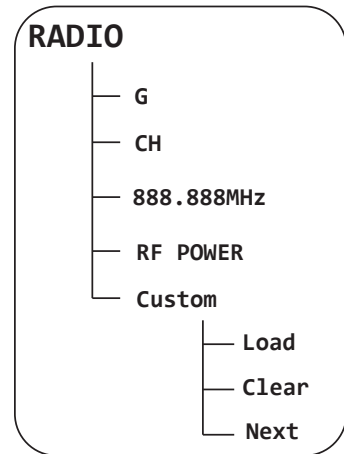 RADIO
G
CH
888.888MHz
RF POWER
Custom
Load
Clear
Next